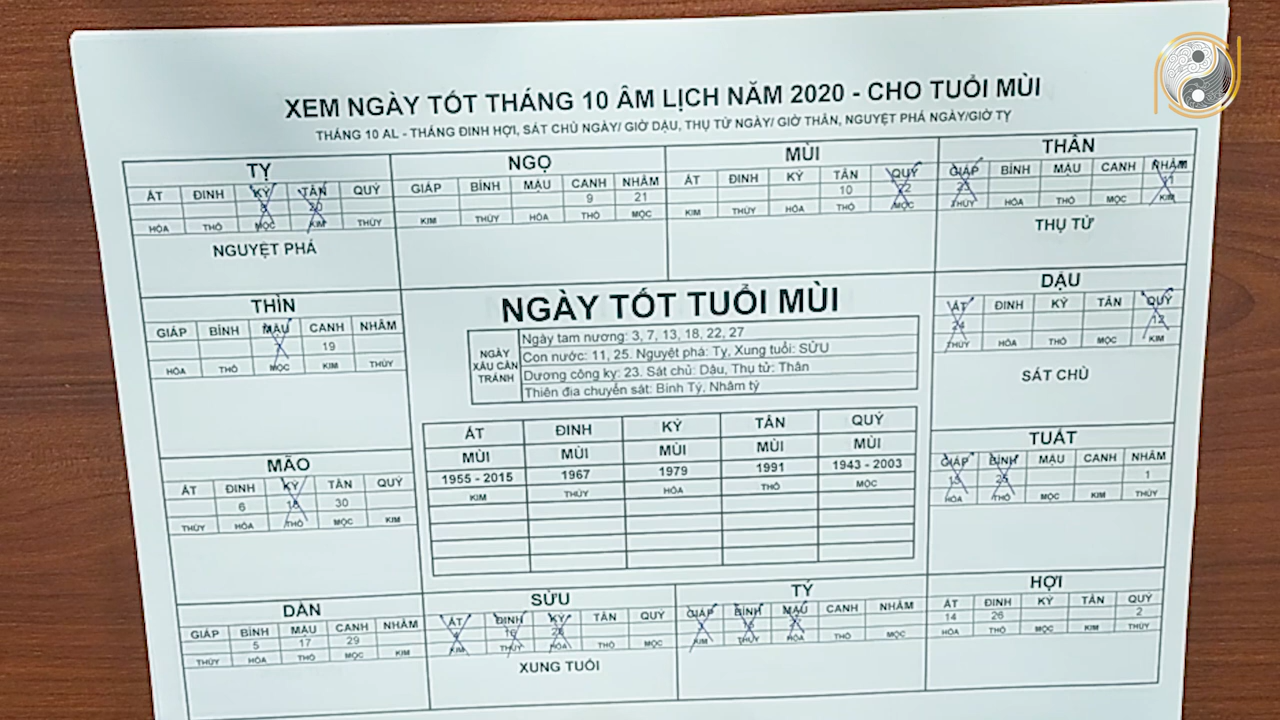 XEM NGÀY TỐT THÁNG 10 ÂM LỊCH NĂM 2020 - CHO TUỔI MÙI
THÁNG 10 AL - THÁNG ĐINH HỢI, SÁT CHỦ NGÀY/ GIỜ DẬU, THỤ TỬ NGÀY/ GIỜ THÂN, NGUYỆT PHÁ NGÀY/GIỜ TỴ
TỴ
ẤT ĐINH KỶ TÂN QUÝ
8 20
HỎA THỔ MỘC KIM THỦY
NGUYỆT PHÁ
NGỌ
GIÁP BÍNH MẬU CANH NHÂM
9 21
KIM THỦY HỎA THỔ MỘC
MÙI
ẤT ĐINH KỶ TÂN QUÝ
10 22
KIM THỦY HỎA THỔ MỘC
THÂN
GIÁP BÍNH MẬU CANH NHÂM
23 11
THỦY HỎA THỔ MỘC KIM
THỤ TỬ
THÌN
GIÁP BÍNH MẬU CANH NHÂM
19
HỎA THỔ MỘC KIM THỦY
NGÀY TỐT TUỔI MÙI
NGÀY
XẤU CẦN
TRÁNH
Ngày tam nương: 3, 7, 13, 18, 22, 27
Con nước: 11, 25. Nguyệt phá: Tỵ, Xung tuổi: SỬU
Dương công kỵ: 23. Sát chủ: Dậu, Thụ tử: Thân
Thiên địa chuyển sát: Bính Tý, Nhâm tý
DẬU
ẤT ĐINH KỶ TÂN QUÝ
24 12
THỦY HỎA THỔ MỘC KIM
SÁT CHỦ
ẤT ĐINH KỶ TÂN QUÝ
MÙI MÙI MÙI MÙI MÙI
1955 - 2015 1967 1979 1991 1943 - 2003
KIM THỦY HỎA THỔ MỘC
MÃO
ẤT ĐINH KỶ TÂN QUÝ
6 18 30
THỦY HỎA THỔ MỘC KIM
TUẤT
GIÁP BÍNH MẬU CANH NHÂM
13 25 1
HỎA THỔ MỘC KIM THỦY
DẦN
GIÁP BÍNH MẬU CANH NHÂM
5 17 29
THỦY HỎA THỔ MỘC KIM
SỬU
ẤT ĐINH KỶ TÂN QUÝ
16 28
KIM THỦY HỎA THỔ MỘC
XUNG TUỔI
TÝ
GIÁP BÍNH MẬU CANH NHÂM
KIM THỦY HỎA THỔ MỘC
HỢI
ẤT ĐINH KỶ TÂN QUÝ
14 26 2
HỎA THỔ MỘC KIM THỦY